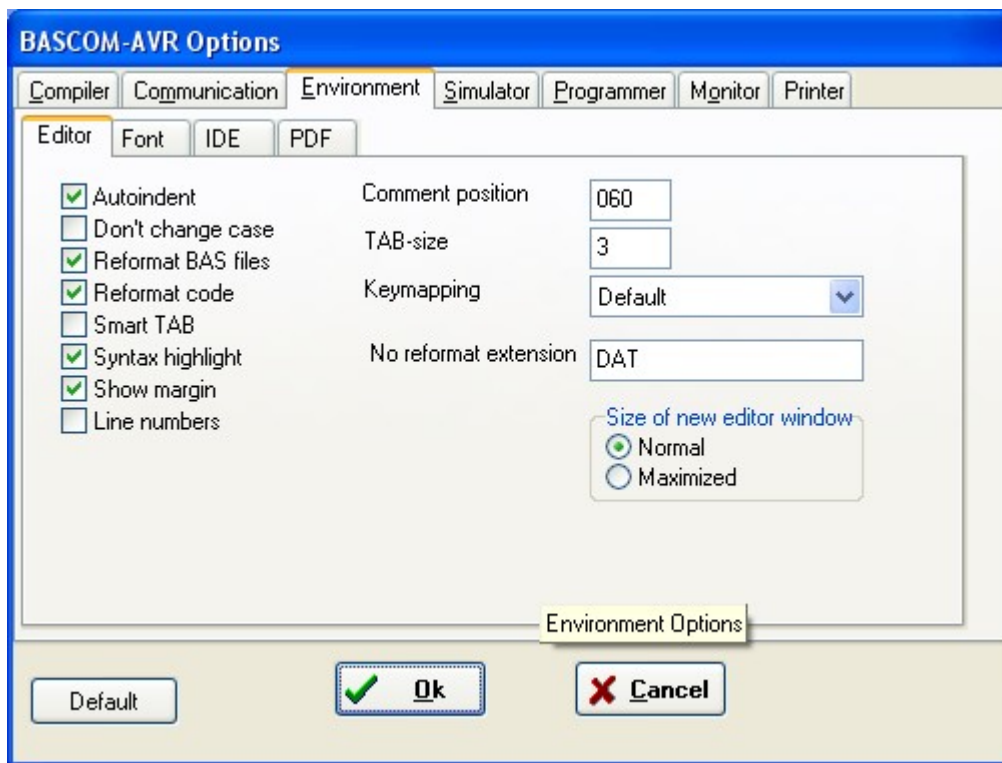 BASCOM-AVR Options
Compiler Communication Environment Simulator Programmer Monitor Printer
Editor Font IDE PDF
Autoindent
Don't change case
Reformat BAS files
Reformat code
Smart TAB
Syntax highlight
Show margin
Line numbers
Comment position 060
TAB-size 3
Keymapping Default
No reformat extension DAT
Size of new editor window
Normal
Maximized
Environment Options
Default Ok Cancel